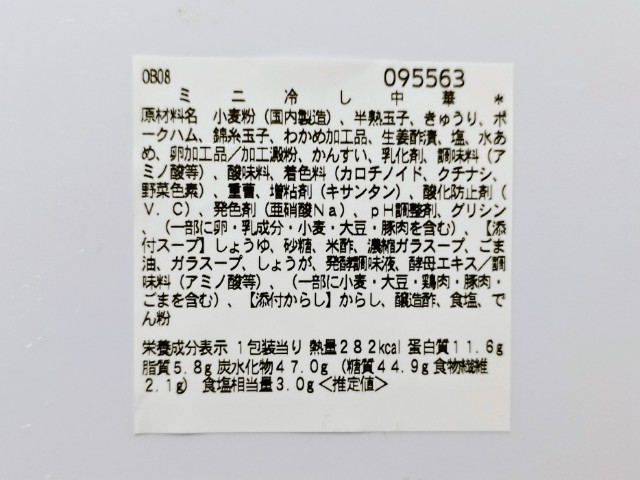 OB08 095563
ミニ冷し中華*
原材料名 小麦粉(国内製造)、半熟玉子、きゅうり、ポ
ークハム、錦糸玉子、わかめ加工品、生姜酢漬、塩、水あ
め、卵加工品/加工澱粉、かんすい、乳化剤、調味料(ア
ミノ酸等)、酸味料、着色料(カロチノイド、クチナシ、
野菜色素)、重曹、増粘剤(キサンタン)、酸化防止剤(
V.C)、発色剤(亜硝酸Na)、pH調整剤、グリシン
、(一部に卵・乳成分・小麦・大豆・豚肉を含む)、【添
付スープ】しょうゆ、砂糖、米酢、濃縮ガラスープ、ごま
油、ガラスープ、しょうが、発酵調味液、酵母エキス/調
味料(アミノ酸等)、(一部に小麦・大豆・鶏肉・豚肉・
ごまを含む)、【添付からし】からし、醸造酢、食塩、で
ん粉
栄養成分表示 1包装当り 熱量282kcal 蛋白質11.6g
脂質5.8g 炭水化物47.0g (糖質44.9g 食物繊維
2.1g) 食塩相当量3.0g<推定値>